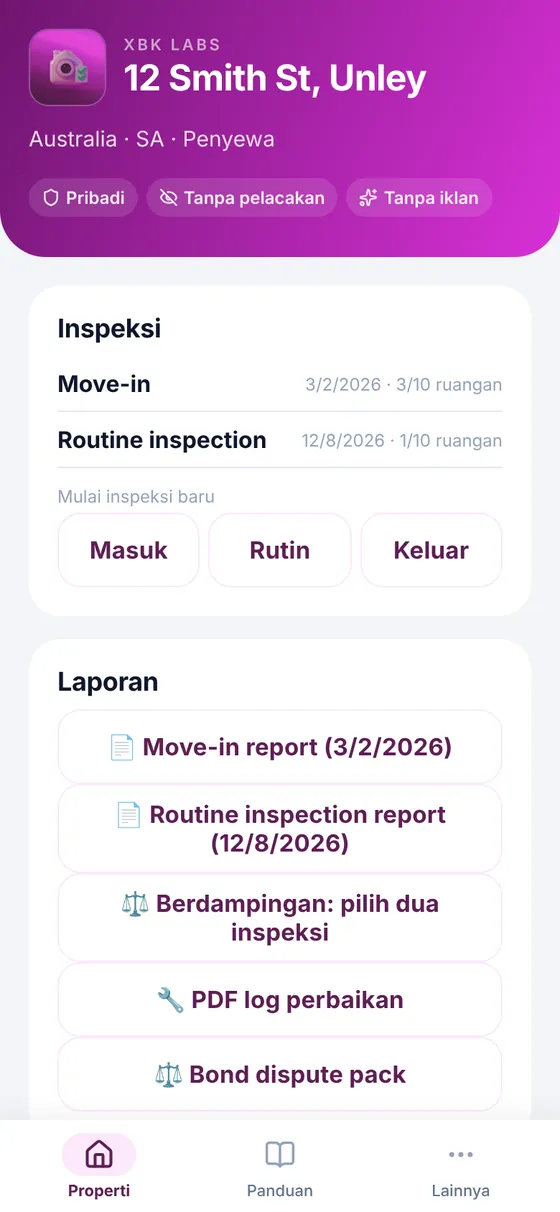 XBK LABS
12 Smith St, Unley
Australia · SA · Penyewa
Pribadi
Tanpa pelacakan
Tanpa iklan
Inspeksi
Move-in
3/2/2026 · 3/10 ruangan
Routine inspection
12/8/2026 · 1/10 ruangan
Mulai inspeksi baru
Masuk
Rutin
Keluar
Laporan
📄 Move-in report (3/2/2026)
📄 Routine inspection report
(12/8/2026)
⚖️ Berdampingan: pilih dua
inspeksi
🔧 PDF log perbaikan
⚖️ Bond dispute pack
Properti
Panduan
Lainnya